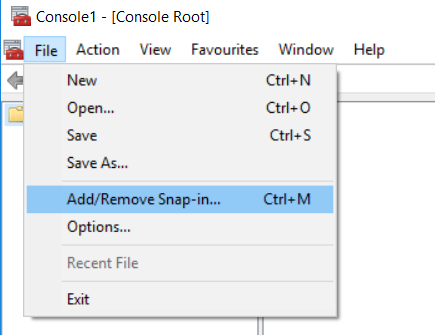 Console1 - [Console Root]
File Action View Favourites Window Help
New Ctrl+N
Open... Ctrl+O
Save Ctrl+S
Save As...
Add/Remove Snap-in... Ctrl+M
Options...
Recent File
Exit